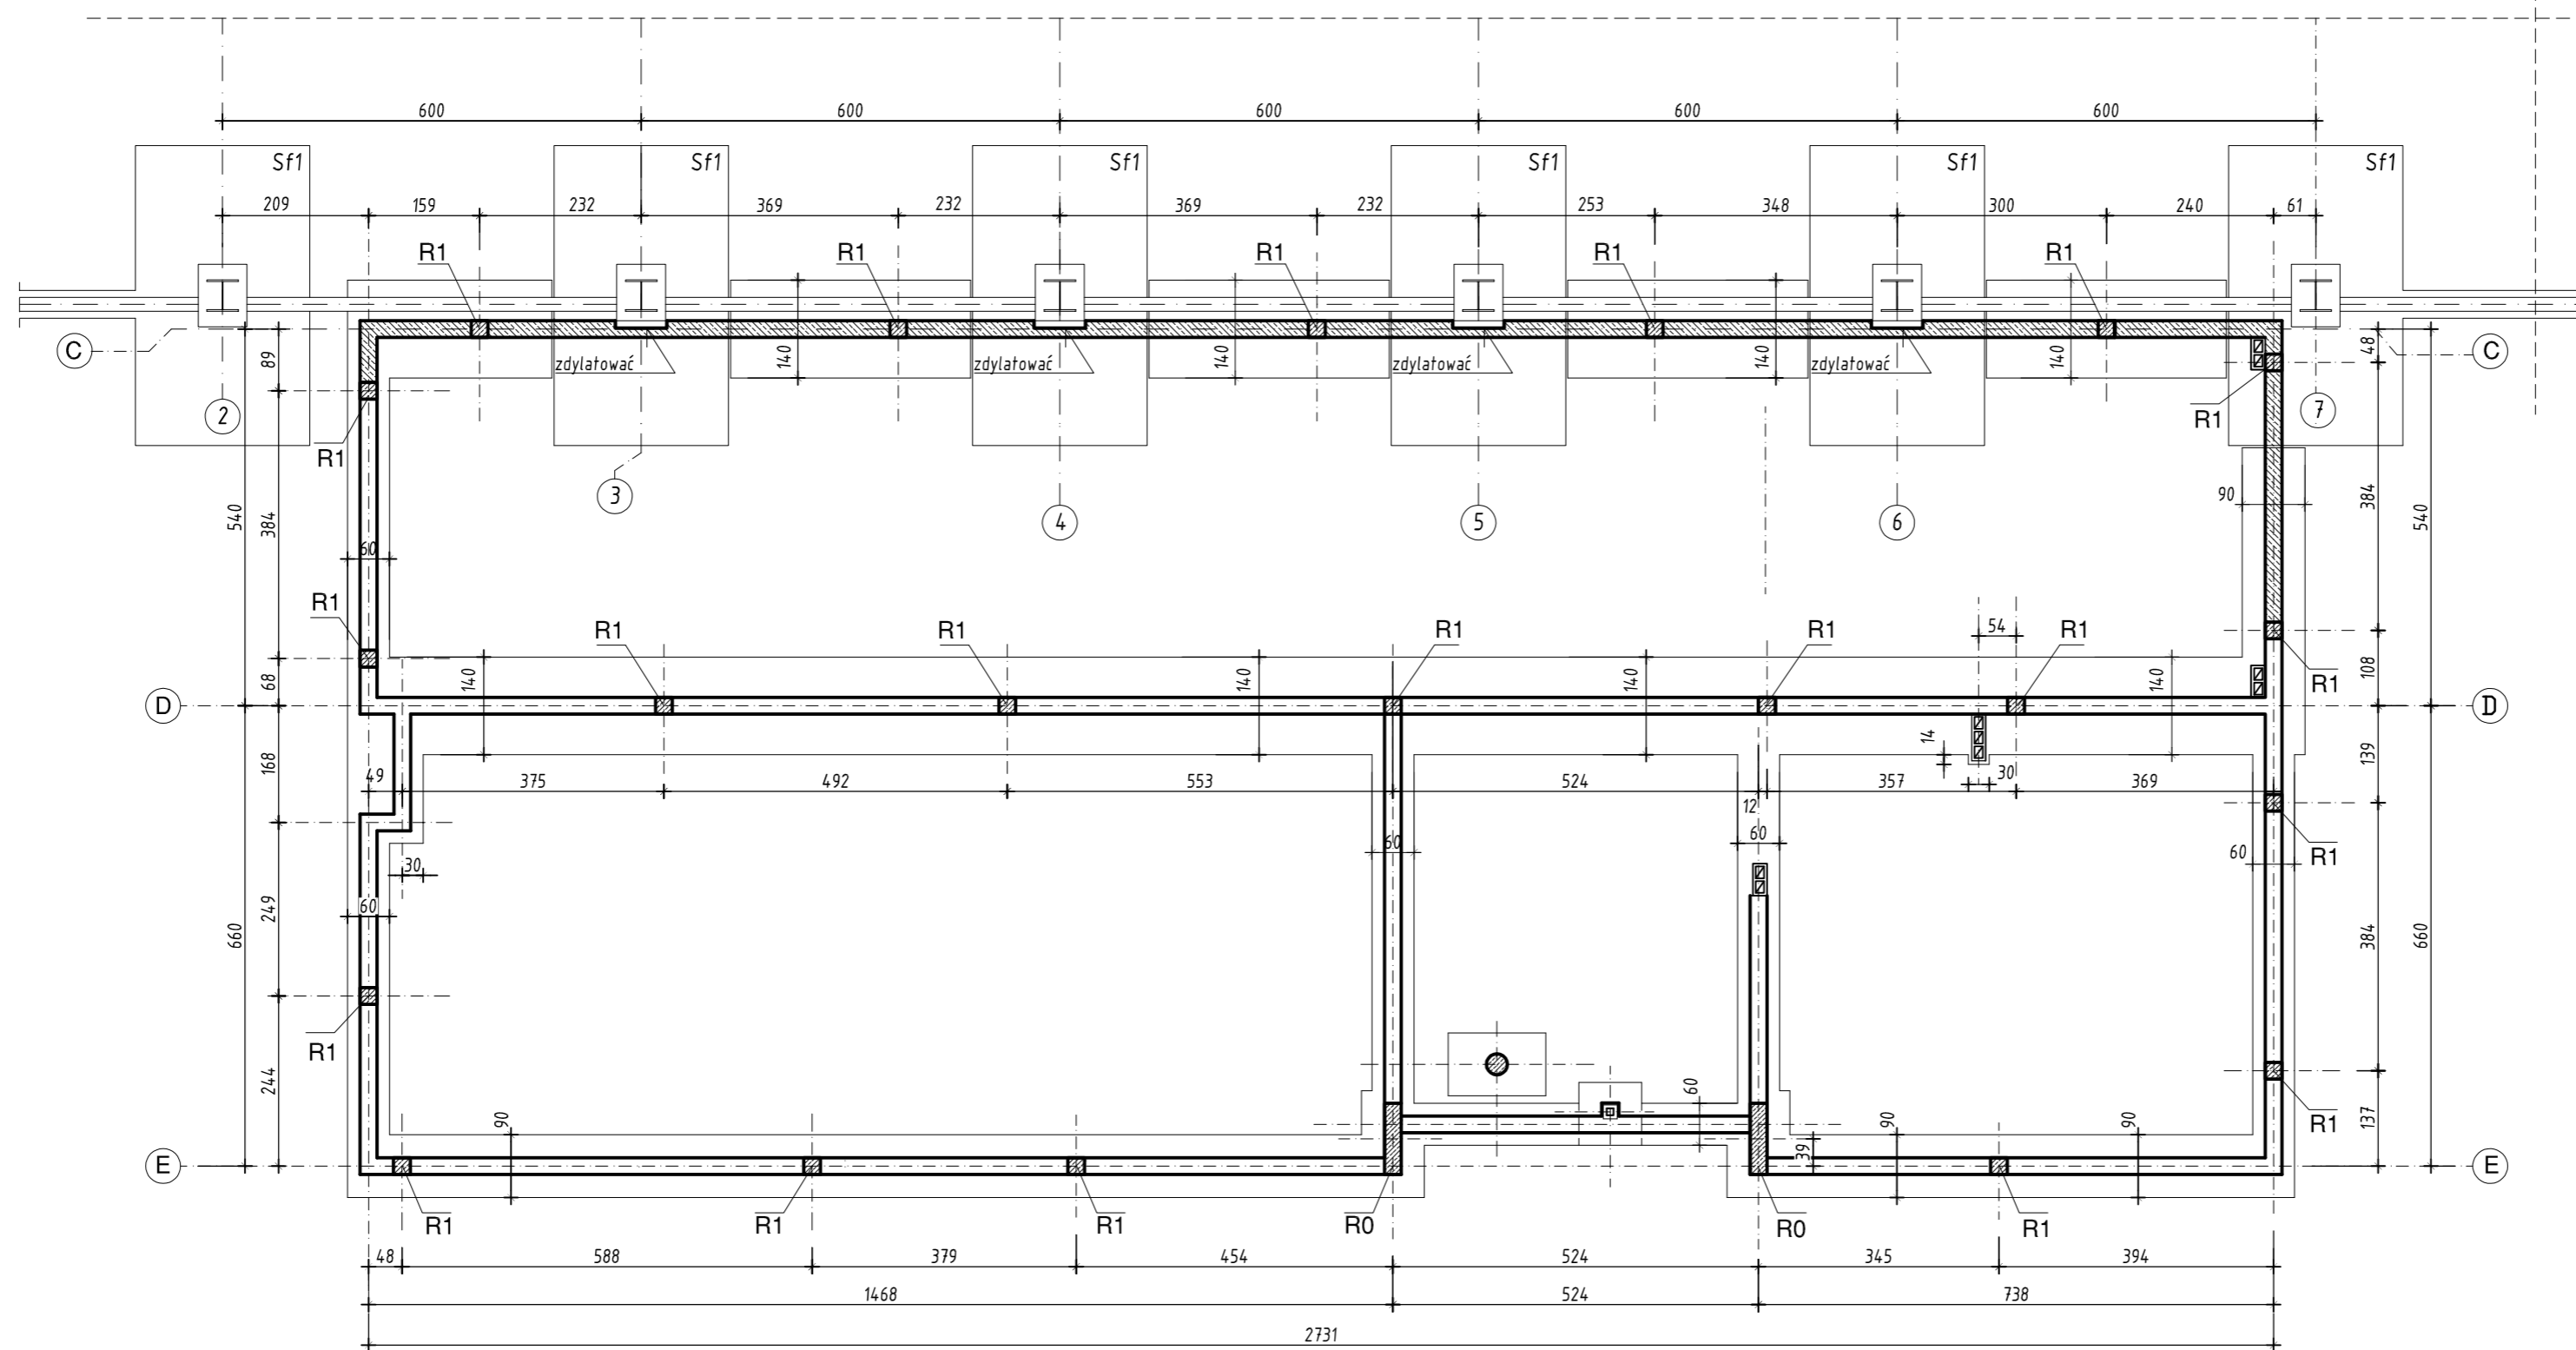 600 600 600 600 600
Sf1 Sf1 Sf1 Sf1 Sf1 Sf1
209 159 232 369 232 369 232 253 348 300 240 61
R1 R1 R1 R1 R1
C 89 140 140 140 140 48 C
zdylatować zdylatować zdylatować
2 7
R1 R1
3 4 5 6
540 384 90 384 540
60
R1 R1 R1 R1 R1 54 R1
68 140 140 140 140 108
R1
D D
168 14 139
49 375 492 553 524 357 30 369
12
60 60
30 60 R1
249 60
660 384 660
R1
244 90 60 90 90 R1 137
39
E E
R1 R1 R1 R0 R0 R1
48 588 379 454 524 345 394
1468 524 738
2731